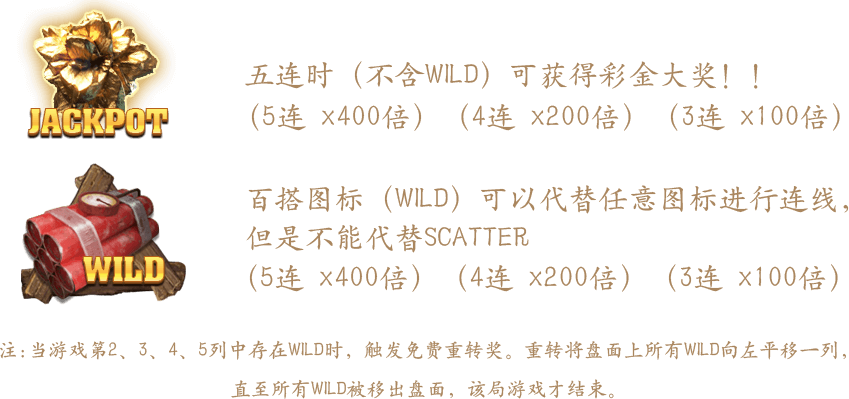 JACKPOT
五连时（不含WILD）可获得彩金大奖！！
（5连 x400倍）（4连 x200倍）（3连 x100倍）
WILD
百搭图标（WILD）可以代替任意图标进行连线，
但是不能代替SCATTER
（5连 x400倍）（4连 x200倍）（3连 x100倍）
注：当游戏第2、3、4、5列中存在WILD时，触发免费重转奖。重转将盘面上所有WILD向左平移一列，
直至所有WILD被移出盘面，该局游戏才结束。